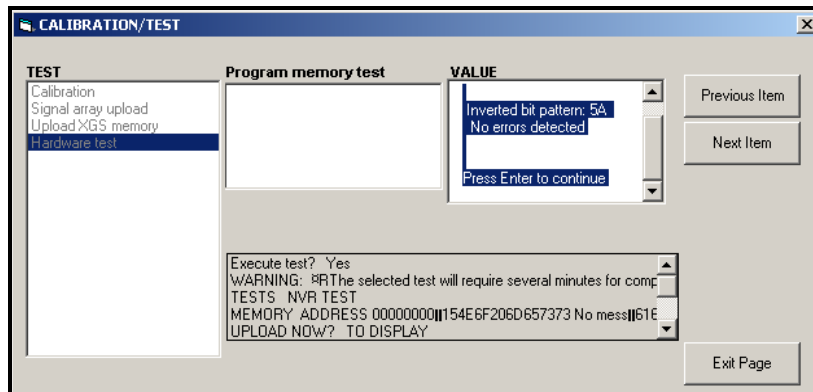 CALIBRATION/TEST
TEST
Calibration
Signal array upload
Upload XGS memory
Hardware test
Program memory test
VALUE
Inverted bit pattern: 5A
No errors detected
Press Enter to continue
Previous Item
Next Item
Execute test? Yes
WARNING: ¤RThe selected test will require several minutes for comp
TESTS NVR TEST
MEMORY ADDRESS 00000000||154E6F206D657373 No mess||616
UPLOAD NOW? TO DISPLAY
Exit Page